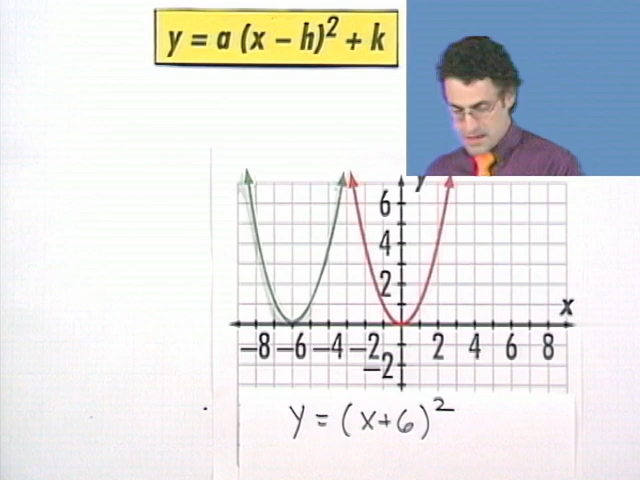 y = a (x – h)² + k
y
6
4
2
x
–8 –6 –4 –2 2 4 6 8
–2
y = (x+6)²